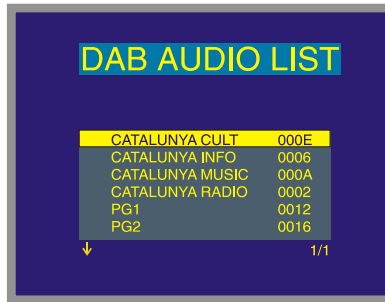 DAB AUDIO LIST
CATALUNYA CULT 000E
CATALUNYA INFO 0006
CATALUNYA MUSIC 000A
CATALUNYA RADIO 0002
PG1 0012
PG2 0016
↓ 1/1